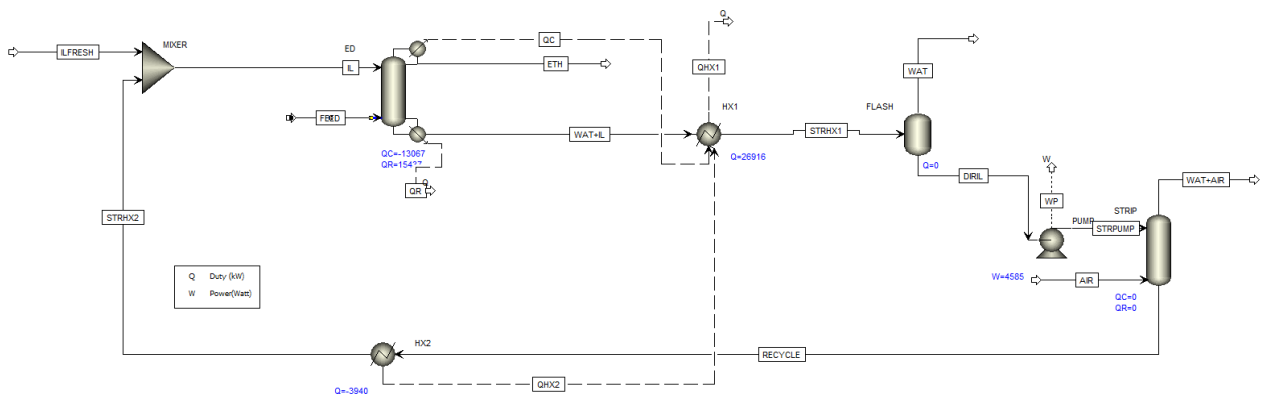 ILFRESH
MIXER
IL
ED
QC
ETH
WAT+IL
QC=-13067
QR
Q
Q
QHX1
HX1
Q=26916
STRHX1
FLASH
WAT
Q=0
DIRIL
W
WP
PUMP
STRPUMP
W=4585
STRIP
WAT+AIR
AIR
QC=0
QR=0
STRHX2
Q Duty (kW)
W Power(Watt)
HX2
Q=-3940
QHX2
RECYCLE